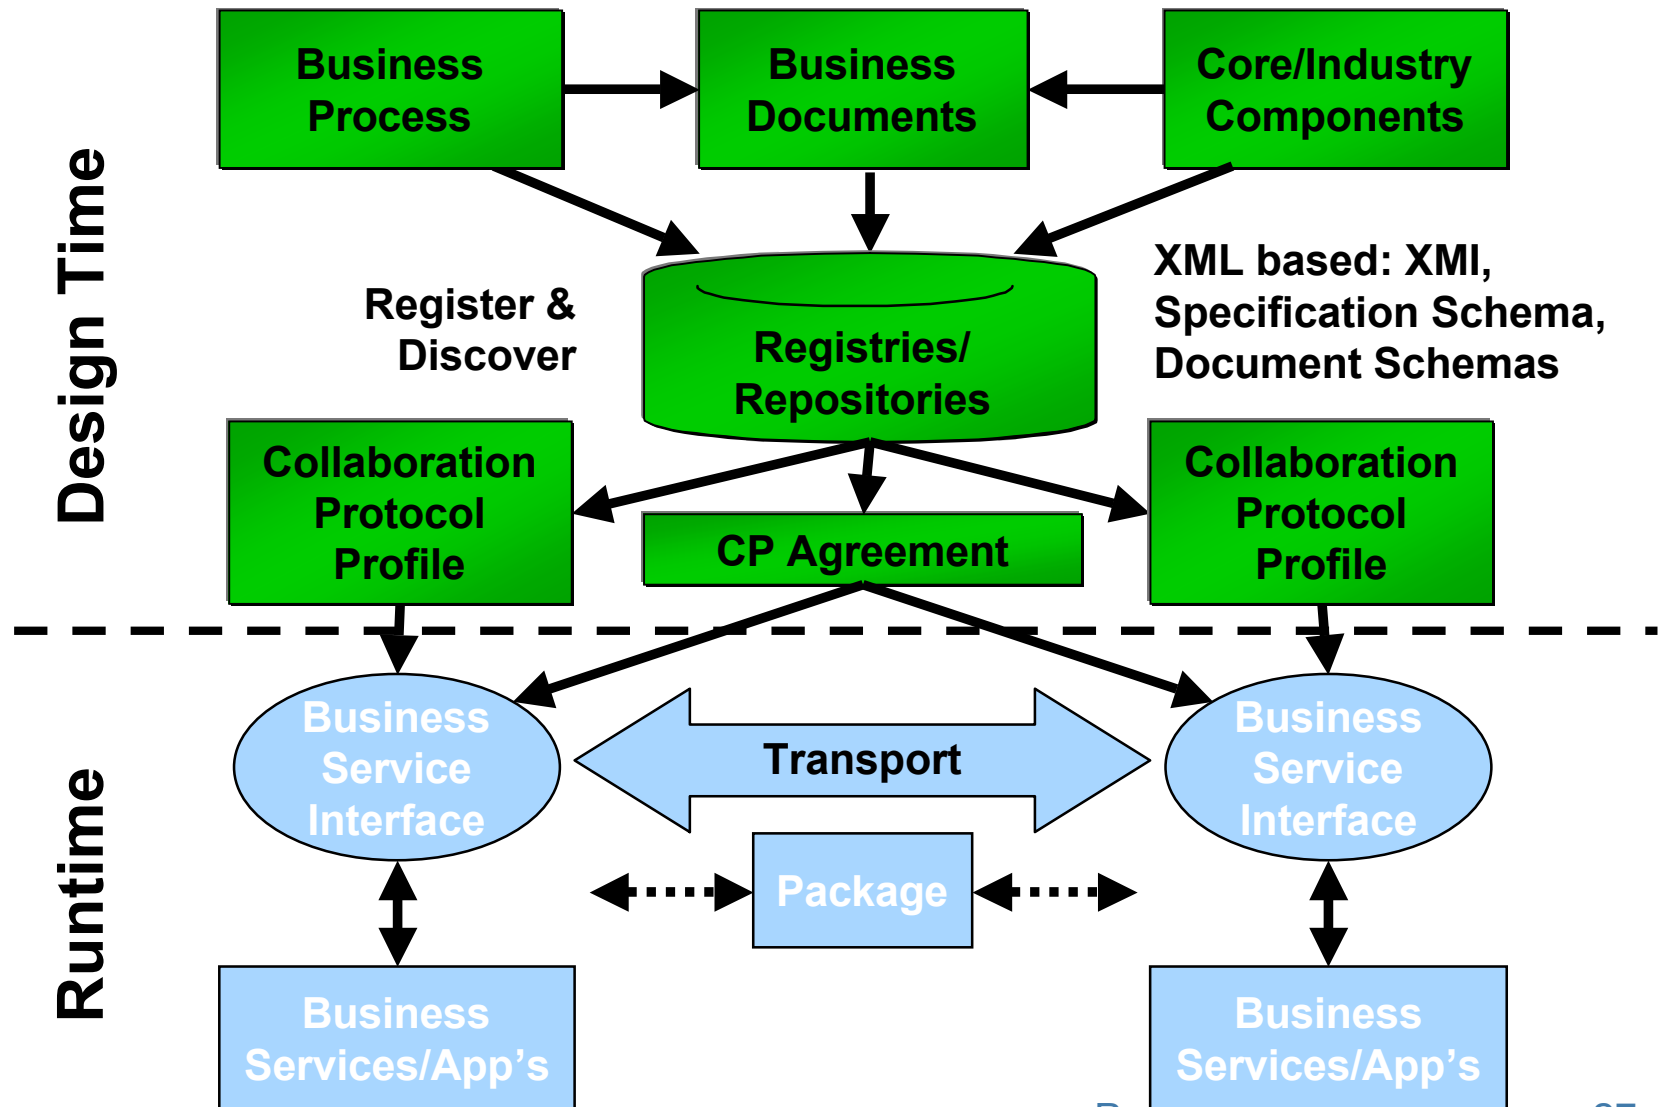 Business
Process
Business
Documents
Core/Industry
Components
Design Time
Register &
Discover
Registries/
Repositories
XML based: XMI,
Specification Schema,
Document Schemas
Collaboration
Protocol
Profile
CP Agreement
Collaboration
Protocol
Profile
Runtime
Business
Service
Interface
Transport
Business
Service
Interface
Package
Business
Services/App's
Business
Services/App's